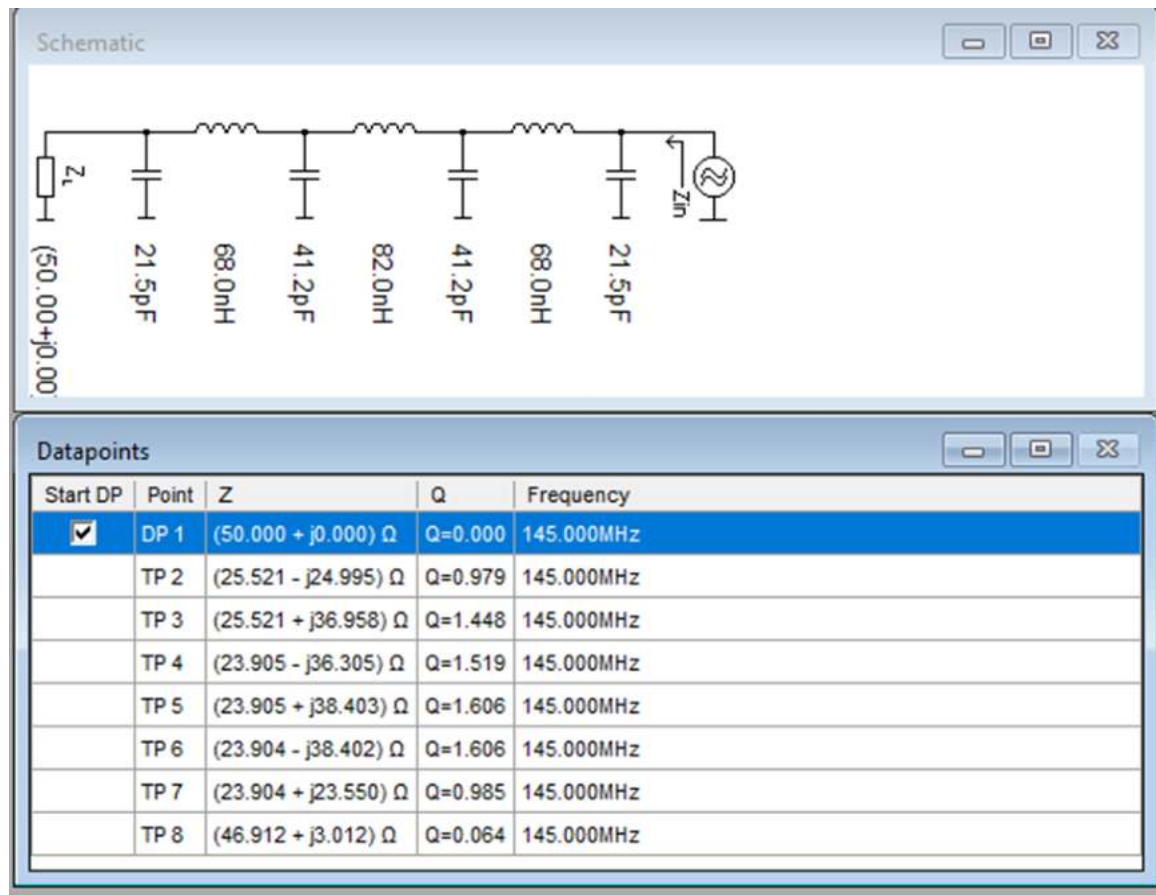 Schematic
ZL
Zin
(50.00+j0.00
21.5pF
68.0nH
41.2pF
82.0nH
41.2pF
68.0nH
21.5pF
Datapoints
Start DP Point Z Q Frequency
DP 1 (50.000 + j0.000) Ω Q=0.000 145.000MHz
TP 2 (25.521 - j24.995) Ω Q=0.979 145.000MHz
TP 3 (25.521 + j36.958) Ω Q=1.448 145.000MHz
TP 4 (23.905 - j36.305) Ω Q=1.519 145.000MHz
TP 5 (23.905 + j38.403) Ω Q=1.606 145.000MHz
TP 6 (23.904 - j38.402) Ω Q=1.606 145.000MHz
TP 7 (23.904 + j23.550) Ω Q=0.985 145.000MHz
TP 8 (46.912 + j3.012) Ω Q=0.064 145.000MHz